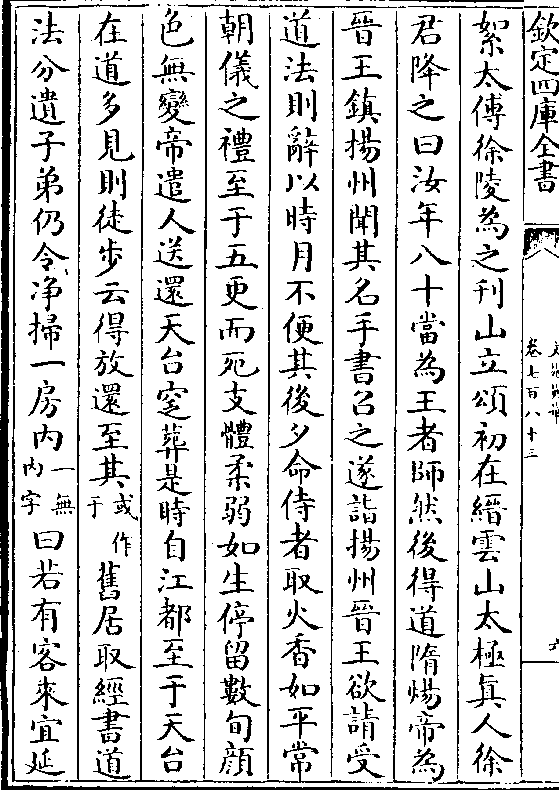 欽定四庫全書
卷七百八十三
六
絮太傅徐陵為之刋山立頌初在縉雲山太極真人徐
君降之曰汝年八十當為王者師然後得道隋煬帝為
晉王鎮揚州聞其名手書召之遂詣揚州晉王欲請受
道法則辭以時月不便其後夕命侍者取火香如平常
朝儀之禮至于五更而死支體柔弱如生停留數旬顔
色無變帝遣人送還天台窆葬是時自江都至于天台
在道多見則徒步云得放還至其或作于舊居取經書道
法分遺子弟仍令净掃一房内一無内字曰若有客來宜延